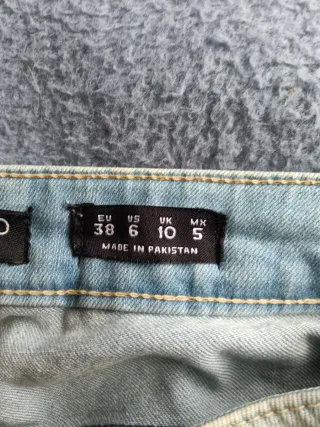 EU US UK MX
38 6 10 5
MADE IN PAKISTAN